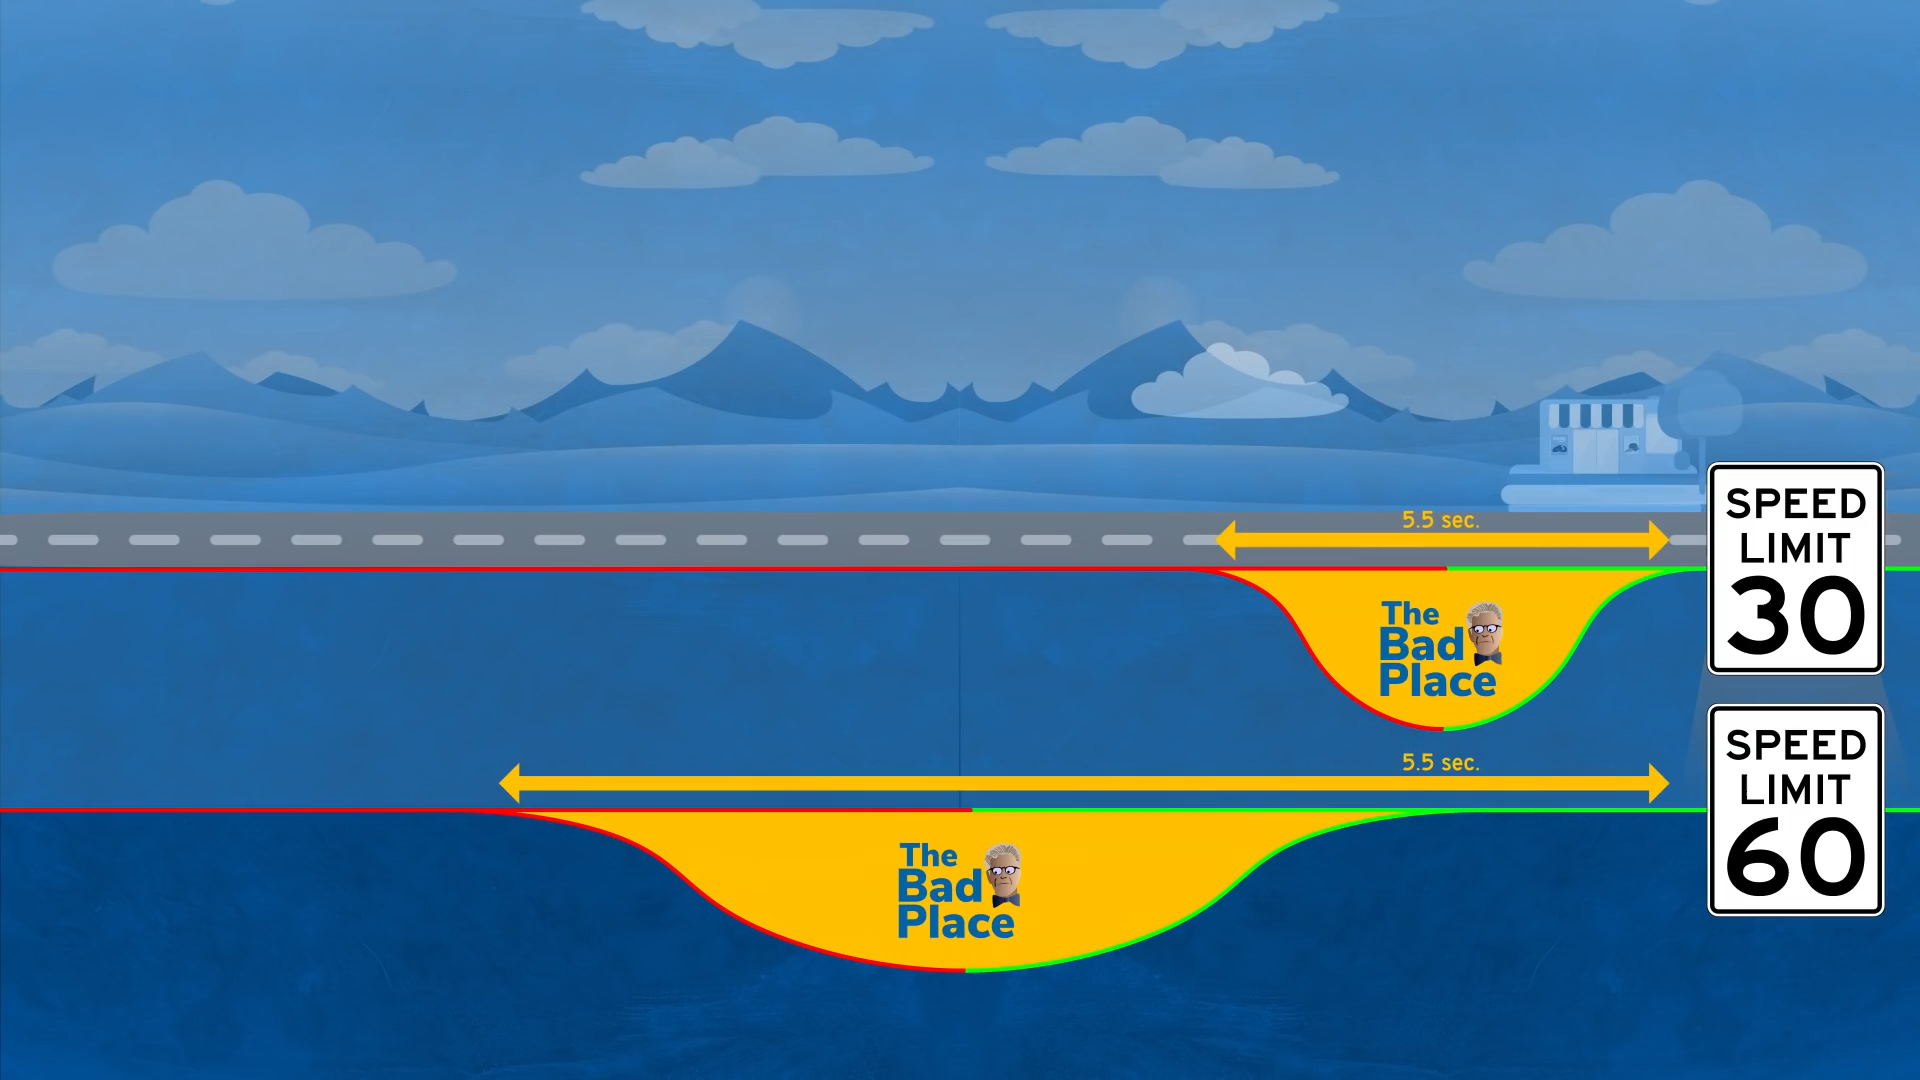 5.5 sec.
SPEED
LIMIT
30
The
Bad
Place
5.5 sec.
SPEED
LIMIT
60
The
Bad
Place